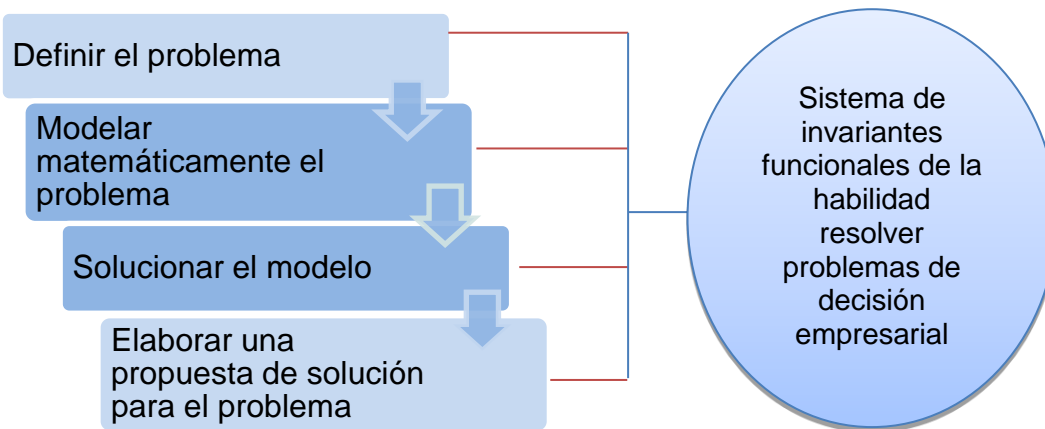 Definir el problema
Modelar
matemáticamente el
problema
Solucionar el modelo
Elaborar una
propuesta de solución
para el problema
Sistema de
invariantes
funcionales de la
habilidad
resolver
problemas de
decisión
empresarial